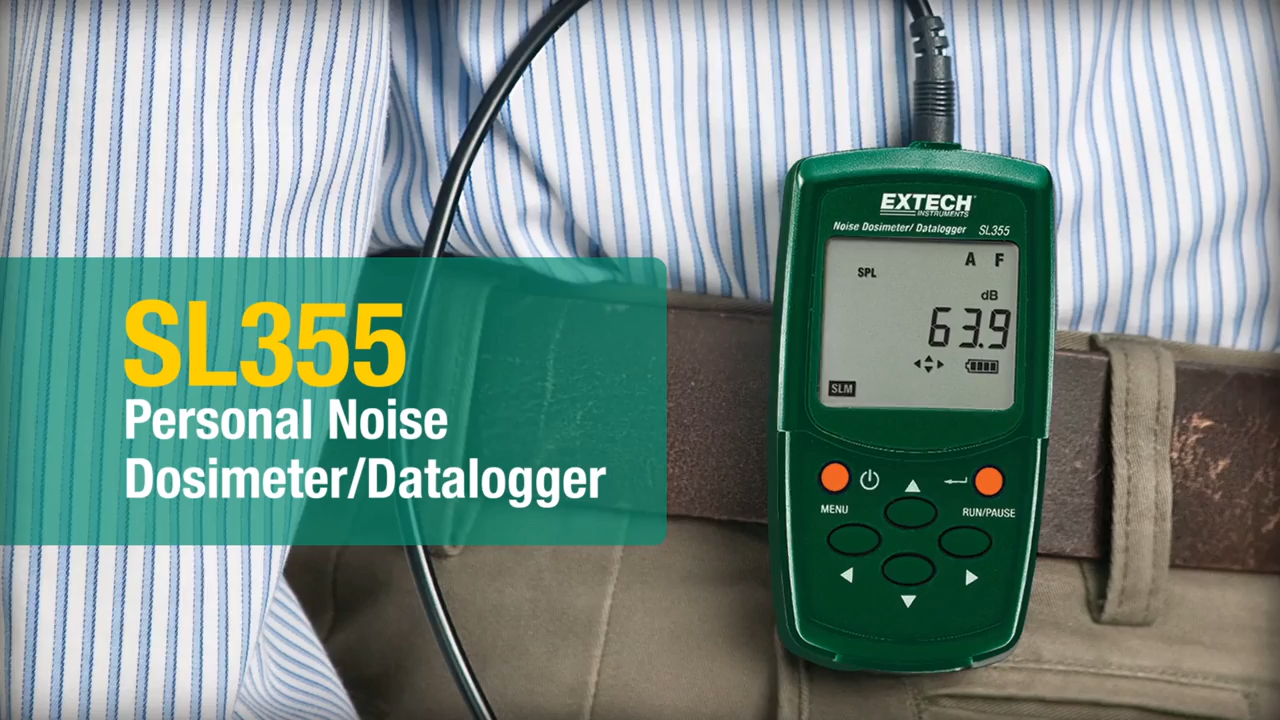 SL355
Personal Noise
Dosimeter/Datalogger
EXTECH
INSTRUMENTS
Noise Dosimeter/ Datalogger SL355
A F
SPL
dB
63.9
SLM
MENU
RUN/PAUSE